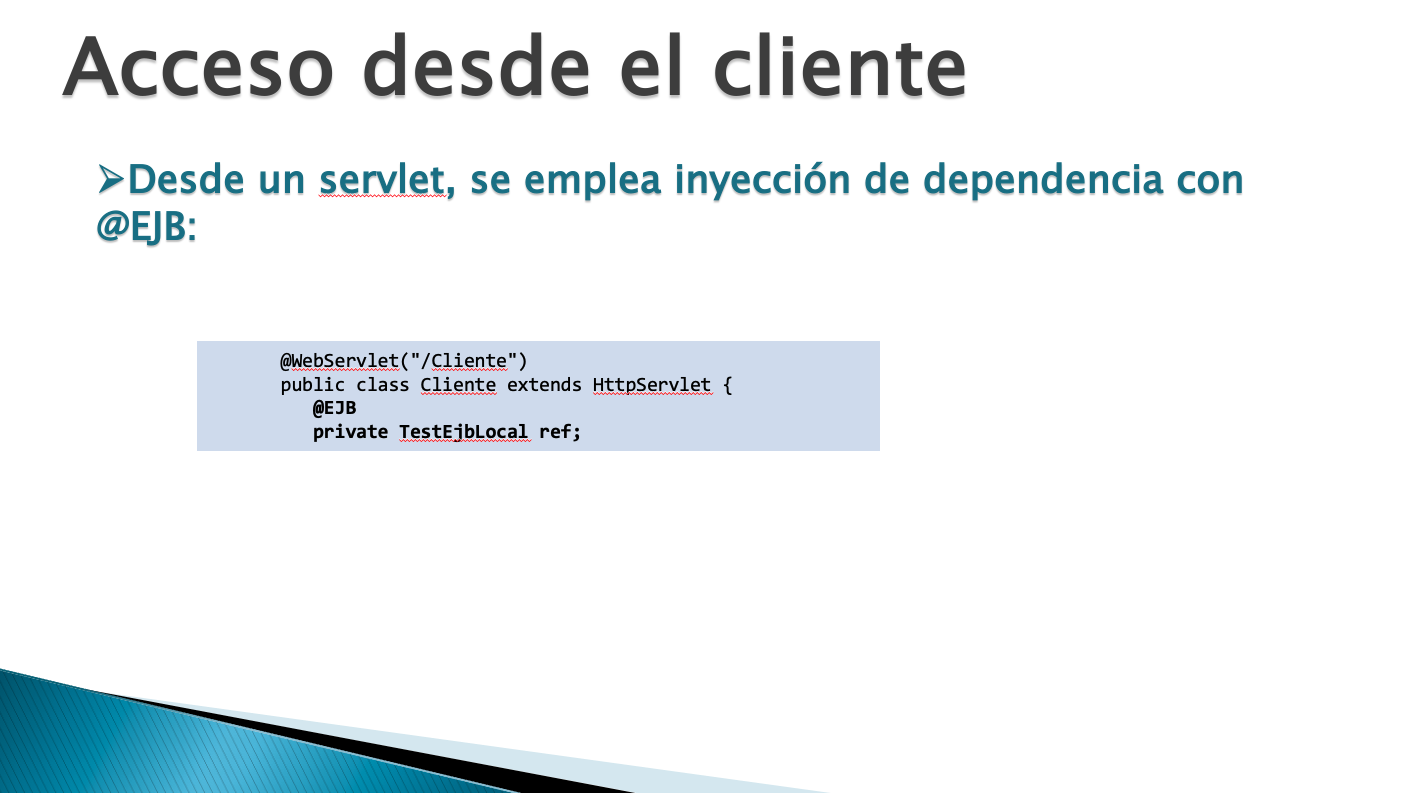 Acceso desde el cliente
➢Desde un servlet, se emplea inyección de dependencia con
@EJB:
@WebServlet("/Cliente")
public class Cliente extends HttpServlet {
@EJB
private TestEjbLocal ref;